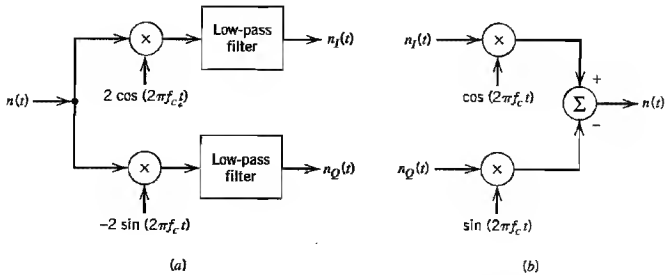 n(t)
2 cos (2πf_c t)
Low-pass
filter
n_I(t)
-2 sin (2πf_c t)
Low-pass
filter
n_Q(t)
(a)
n_I(t)
cos (2πf_c t)
+
Σ
n(t)
−
n_Q(t)
sin (2πf_c t)
(b)